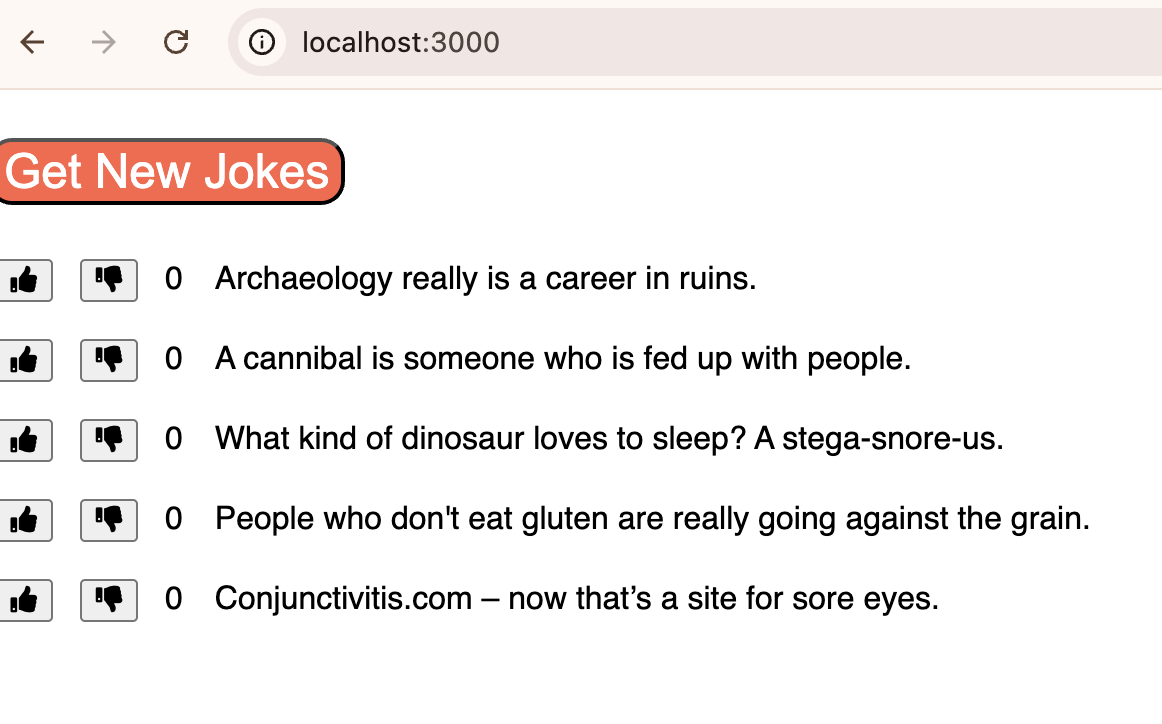 localhost:3000
Get New Jokes
0 Archaeology really is a career in ruins.
0 A cannibal is someone who is fed up with people.
0 What kind of dinosaur loves to sleep? A stega-snore-us.
0 People who don't eat gluten are really going against the grain.
0 Conjunctivitis.com – now that’s a site for sore eyes.